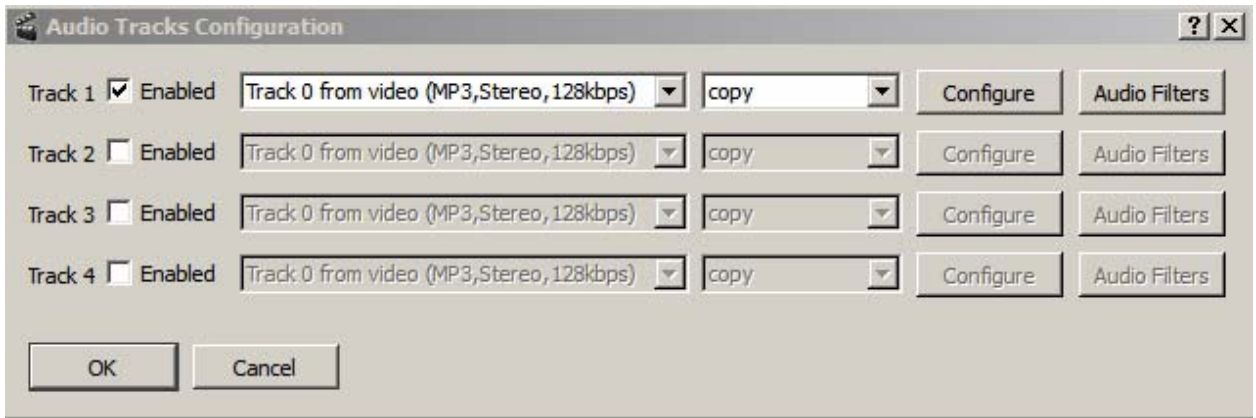 Audio Tracks Configuration
Track 1 Enabled Track 0 from video (MP3,Stereo,128kbps) copy Configure Audio Filters
Track 2 Enabled Track 0 from video (MP3,Stereo,128kbps) copy Configure Audio Filters
Track 3 Enabled Track 0 from video (MP3,Stereo,128kbps) copy Configure Audio Filters
Track 4 Enabled Track 0 from video (MP3,Stereo,128kbps) copy Configure Audio Filters
OK Cancel